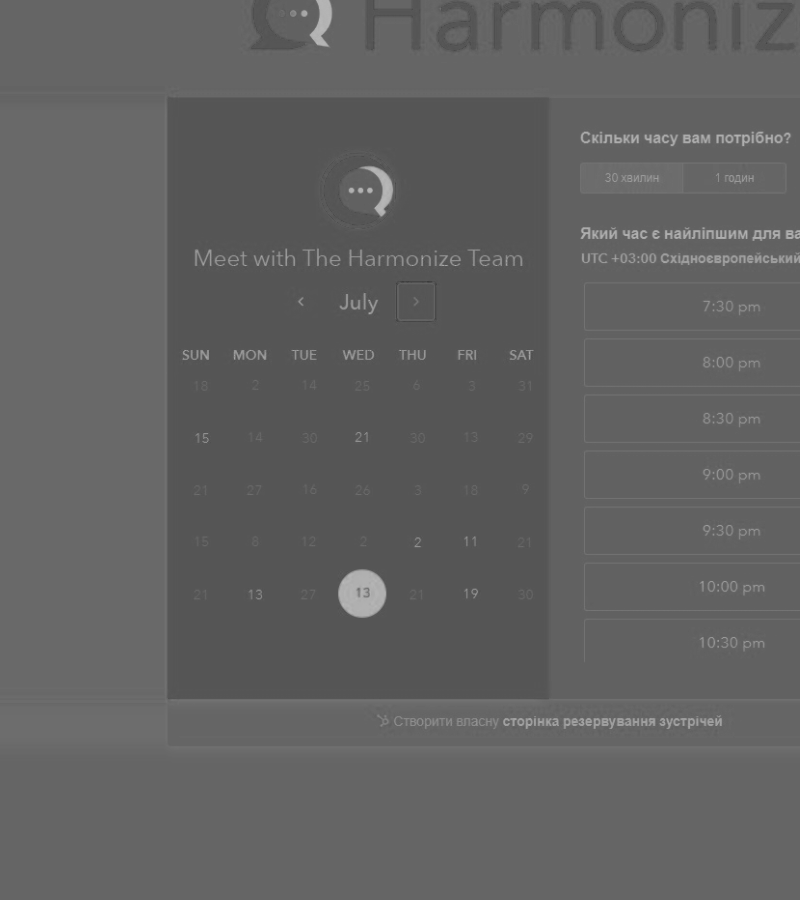 Harmoniz
Meet with The Harmonize Team
July
SUN MON TUE WED THU FRI SAT
18 2 14 25 6 3 31
15 14 30 21 30 13 29
21 27 16 26 3 18 9
15 8 12 2 2 11 21
21 13 27 13 21 19 30
Скільки часу вам потрібно?
30 хвилин 1 годин
Який час є найліпшим для ва
UTC +03:00 Східноєвропейський
7:30 pm
8:00 pm
8:30 pm
9:00 pm
9:30 pm
10:00 pm
10:30 pm
Створити власну сторінка резервування зустрічей